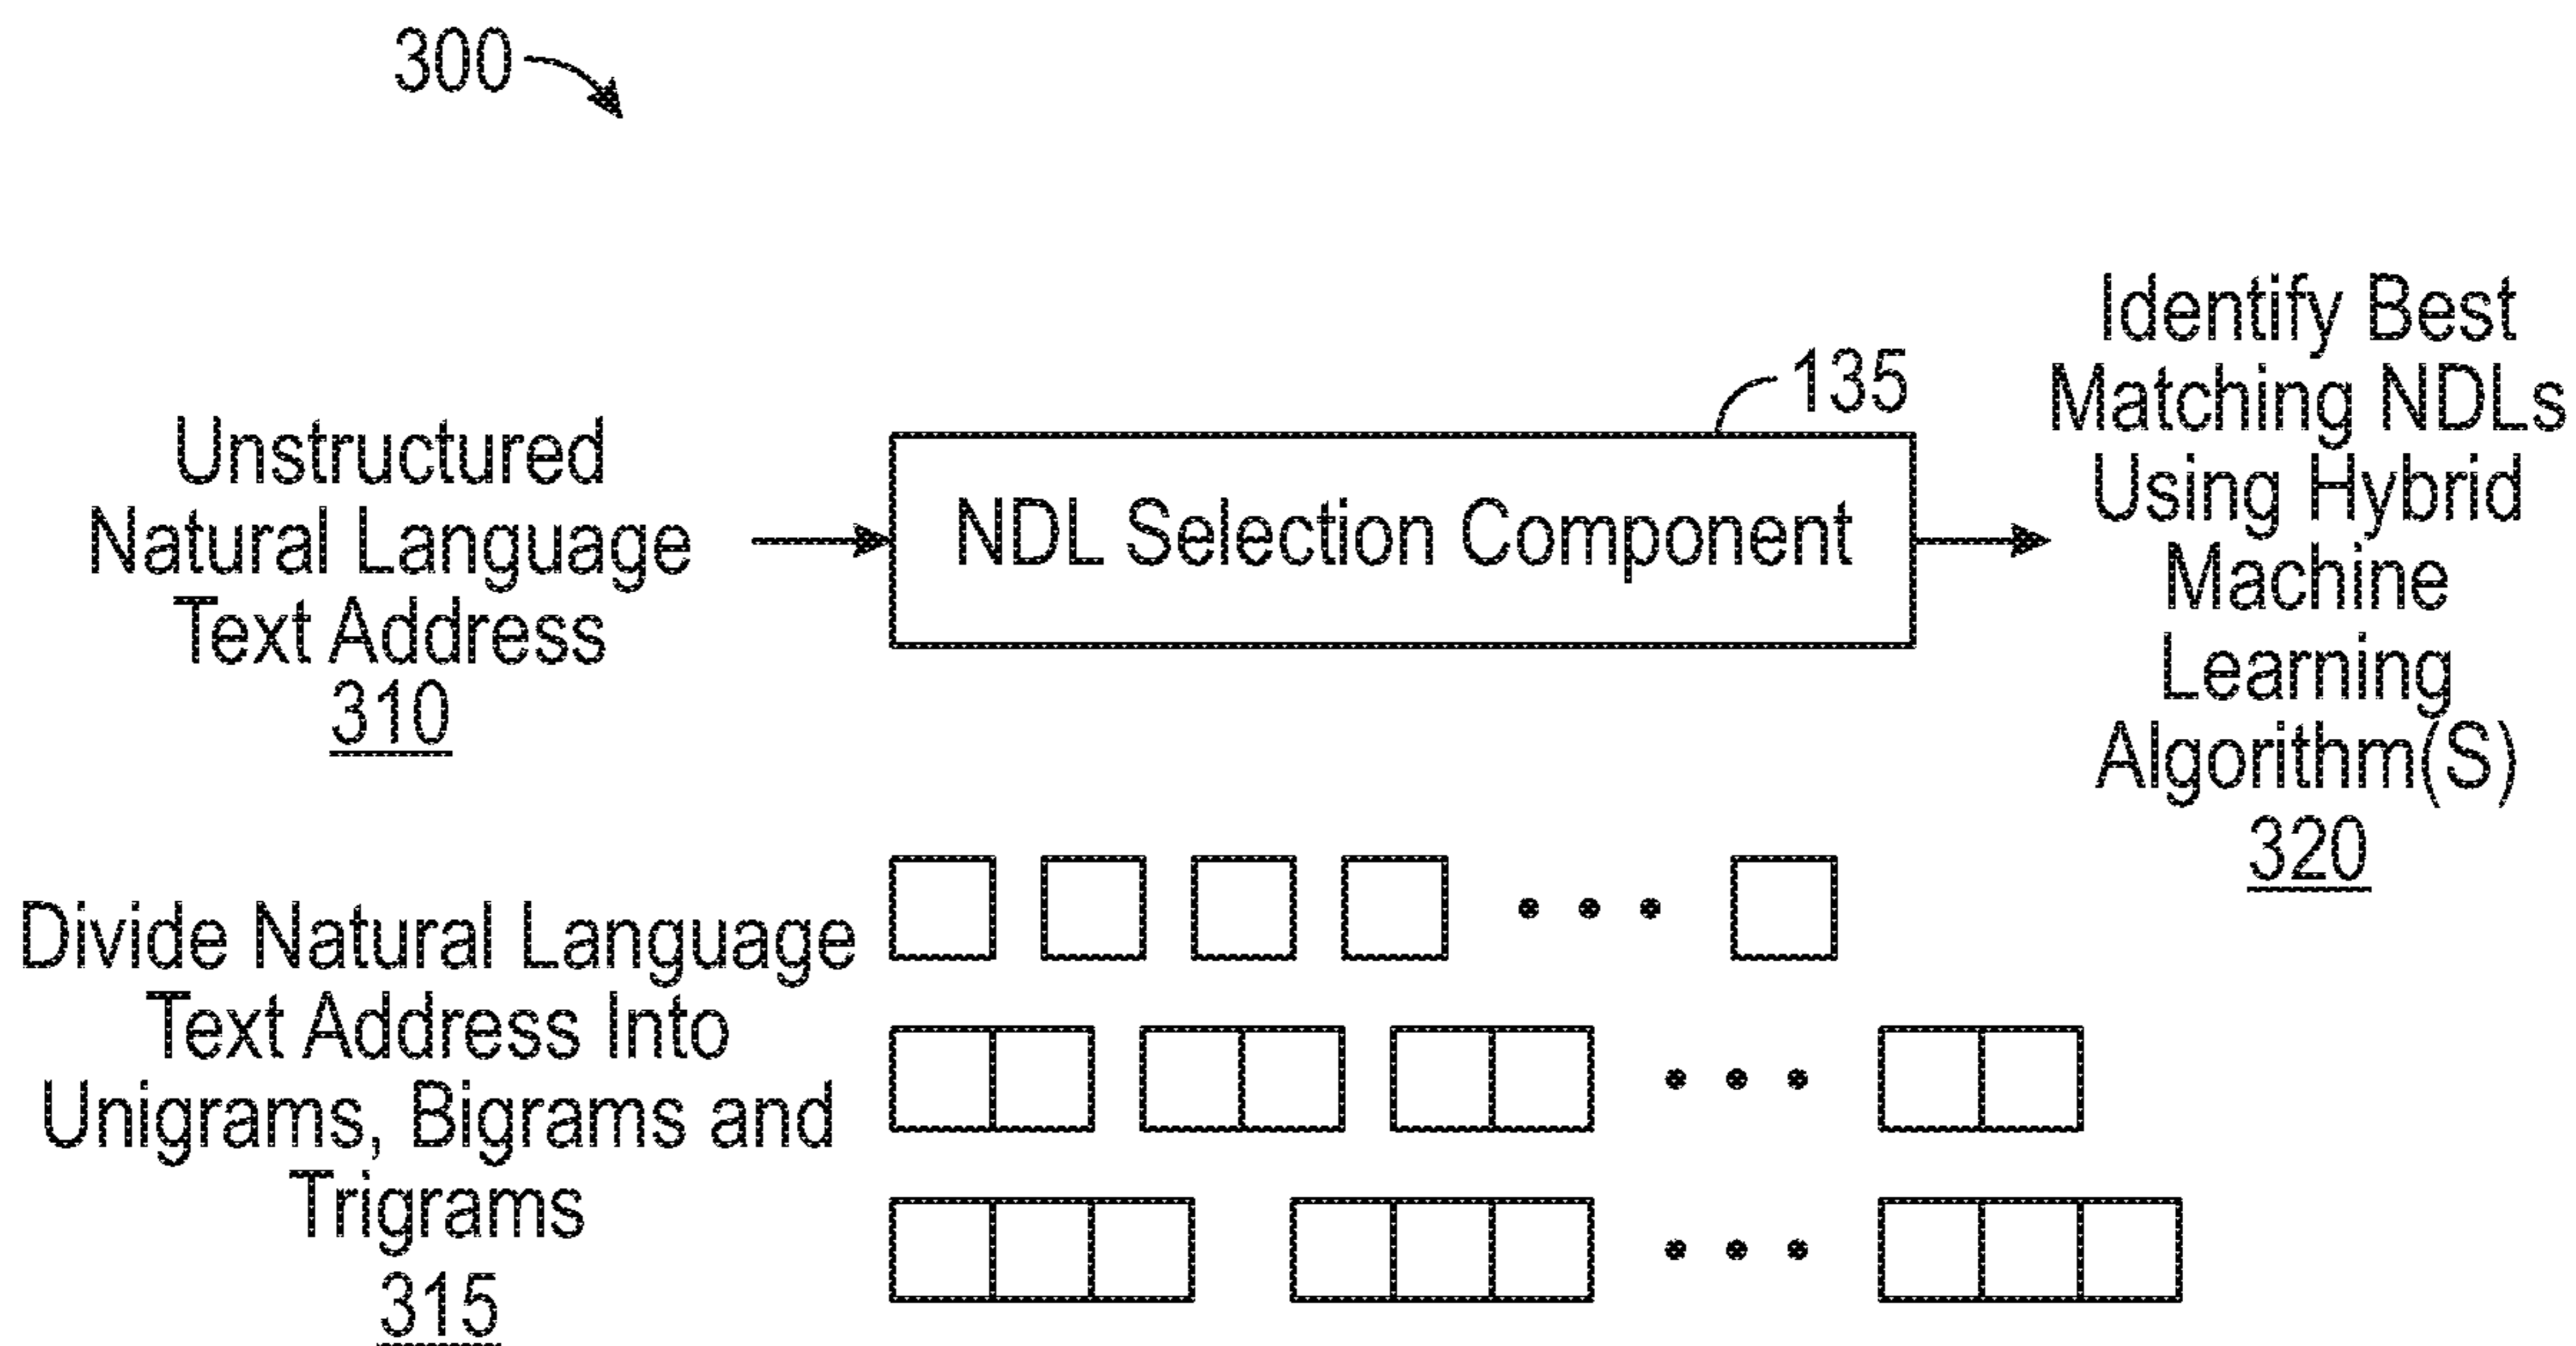 300
Unstructured
Natural Language
Text Address
310
135
NDL Selection Component
Identify Best
Matching NDLs
Using Hybrid
Machine
Learning
Algorithm(S)
320
Divide Natural Language
Text Address Into
Unigrams, Bigrams and
Trigrams
315